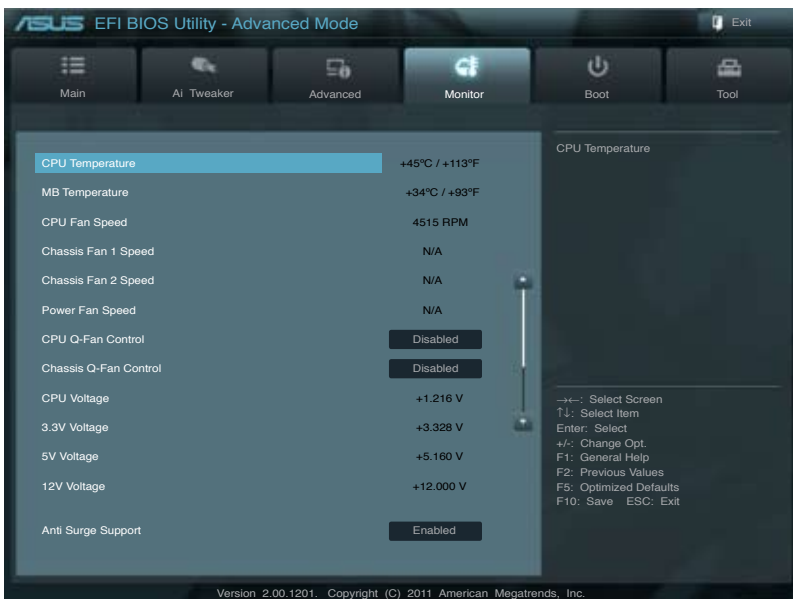 ASUS EFI BIOS Utility - Advanced Mode
Exit
Main
Ai Tweaker
Advanced
Monitor
Boot
Tool
CPU Temperature +45ºC / +113ºF
MB Temperature +34ºC / +93ºF
CPU Fan Speed 4515 RPM
Chassis Fan 1 Speed N/A
Chassis Fan 2 Speed N/A
Power Fan Speed N/A
CPU Q-Fan Control Disabled
Chassis Q-Fan Control Disabled
CPU Voltage +1.216 V
3.3V Voltage +3.328 V
5V Voltage +5.160 V
12V Voltage +12.000 V
Anti Surge Support Enabled
CPU Temperature
→←: Select Screen
↑↓: Select Item
Enter: Select
+/-: Change Opt.
F1: General Help
F2: Previous Values
F5: Optimized Defaults
F10: Save ESC: Exit
Version 2.00.1201. Copyright (C) 2011 American Megatrends, Inc.